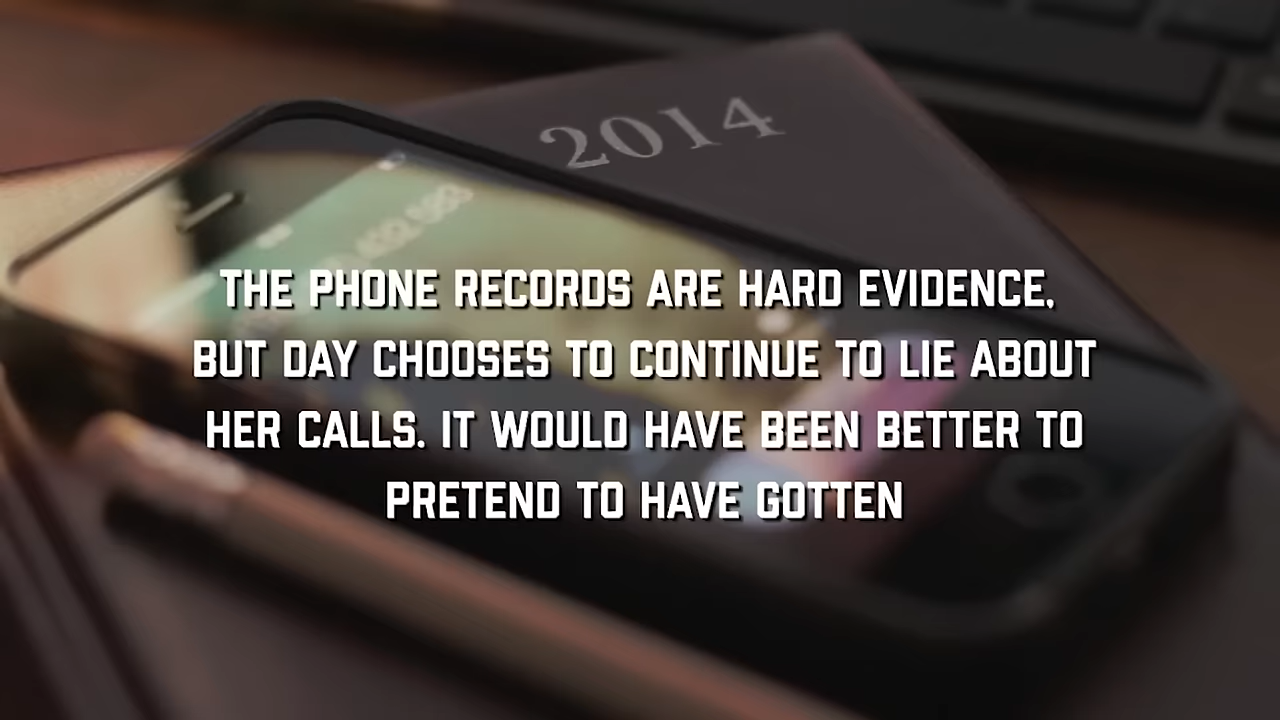 2014
THE PHONE RECORDS ARE HARD EVIDENCE,
BUT DAY CHOOSES TO CONTINUE TO LIE ABOUT
HER CALLS. IT WOULD HAVE BEEN BETTER TO
PRETEND TO HAVE GOTTEN